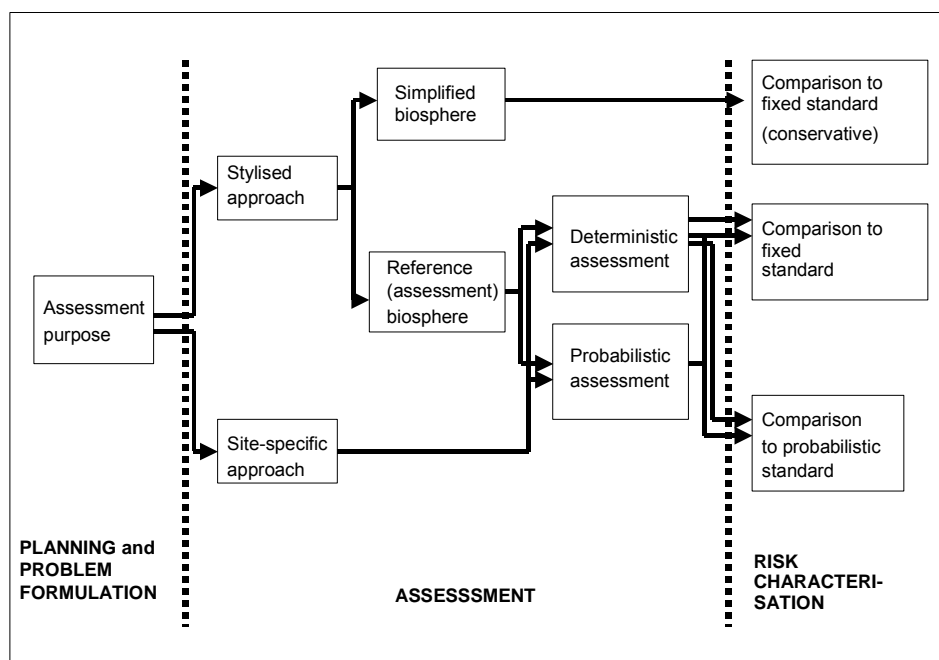 Assessment
purpose
Stylised
approach
Site-specific
approach
Simplified
biosphere
Reference
(assessment)
biosphere
Deterministic
assessment
Probabilistic
assessment
Comparison to
fixed standard
(conservative)
Comparison to
fixed
standard
Comparison
to probabilistic
standard
PLANNING and
PROBLEM
FORMULATION
ASSESSSMENT
RISK
CHARACTERI-
SATION